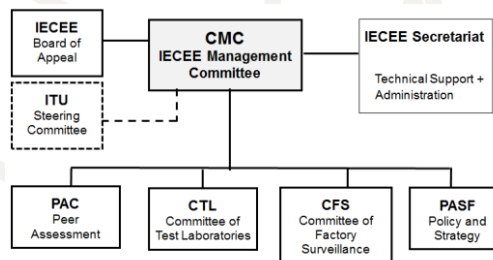 IECEE
Board of
Appeal
CMC
IECEE Management
Committee
IECEE Secretariat
Technical Support +
Administration
ITU
Steering
Committee
PAC
Peer
Assessment
CTL
Committee of
Test Laboratories
CFS
Committee of
Factory
Surveillance
PASF
Policy and
Strategy